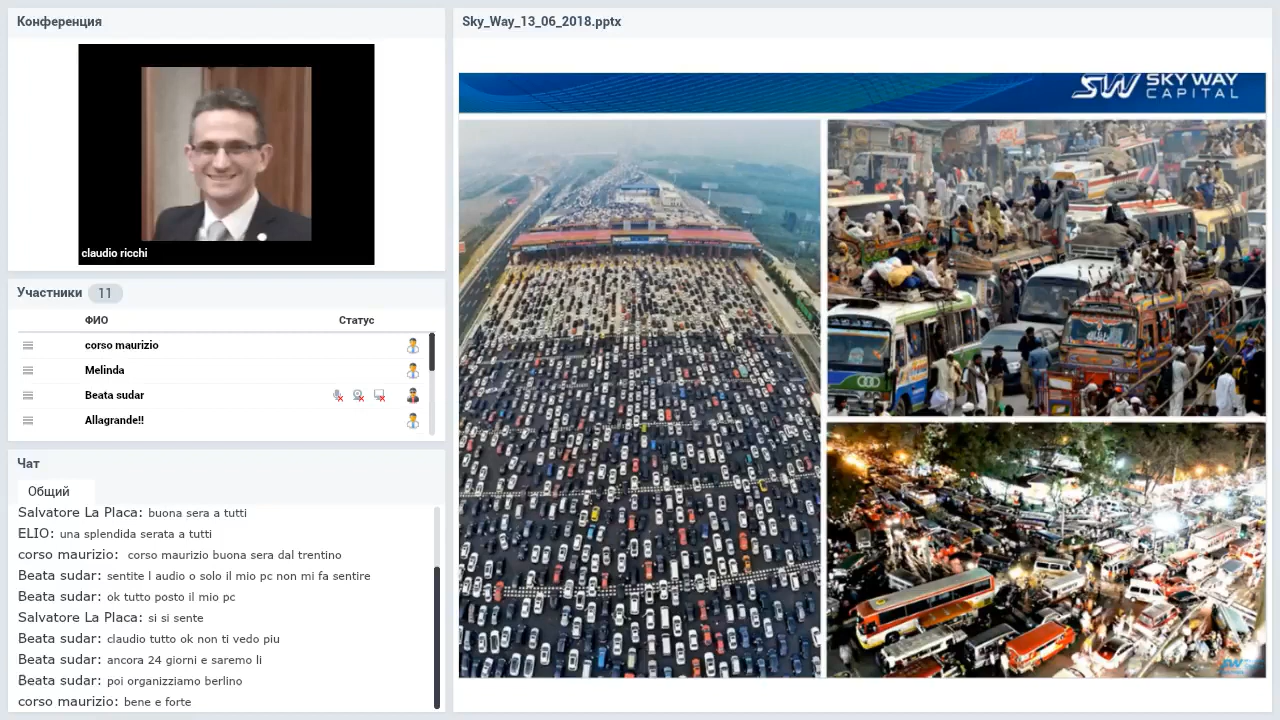 Конференция
claudio ricchi
Участники 11
ФИО Статус
corso maurizio
Melinda
Beata sudar
Allagrande!!
Чат
Общий
Salvatore La Placa: buona sera a tutti
ELIO: una splendida serata a tutti
corso maurizio: corso maurizio buona sera dal trentino
Beata sudar: sentite l audio o solo il mio pc non mi fa sentire
Beata sudar: ok tutto posto il mio pc
Salvatore La Placa: si si sente
Beata sudar: claudio tutto ok non ti vedo piu
Beata sudar: ancora 24 giorni e saremo li
Beata sudar: poi organizziamo berlino
corso maurizio: bene e forte
Sky_Way_13_06_2018.pptx
SW SKY WAY
CAPITAL
SW